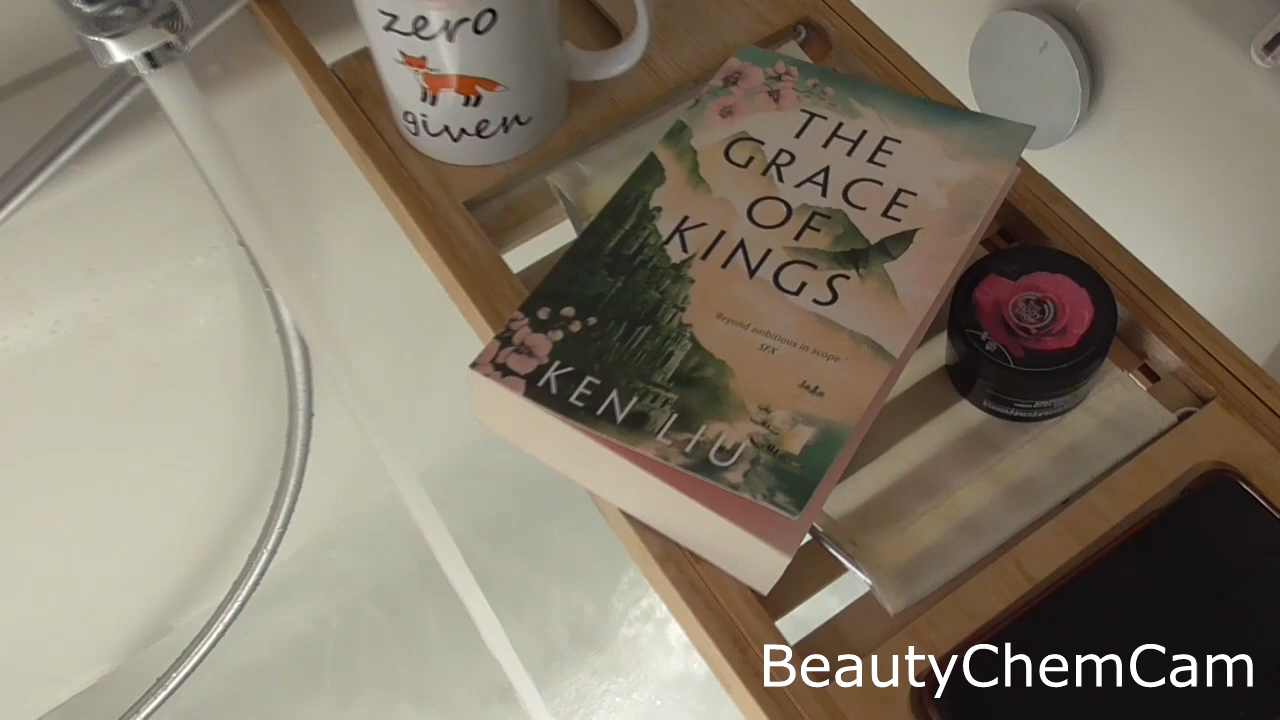 zero
given
THE
GRACE
OF
KINGS
'Beyond ambitious in scope.'
SFX
KEN LIU
BeautyChemCam